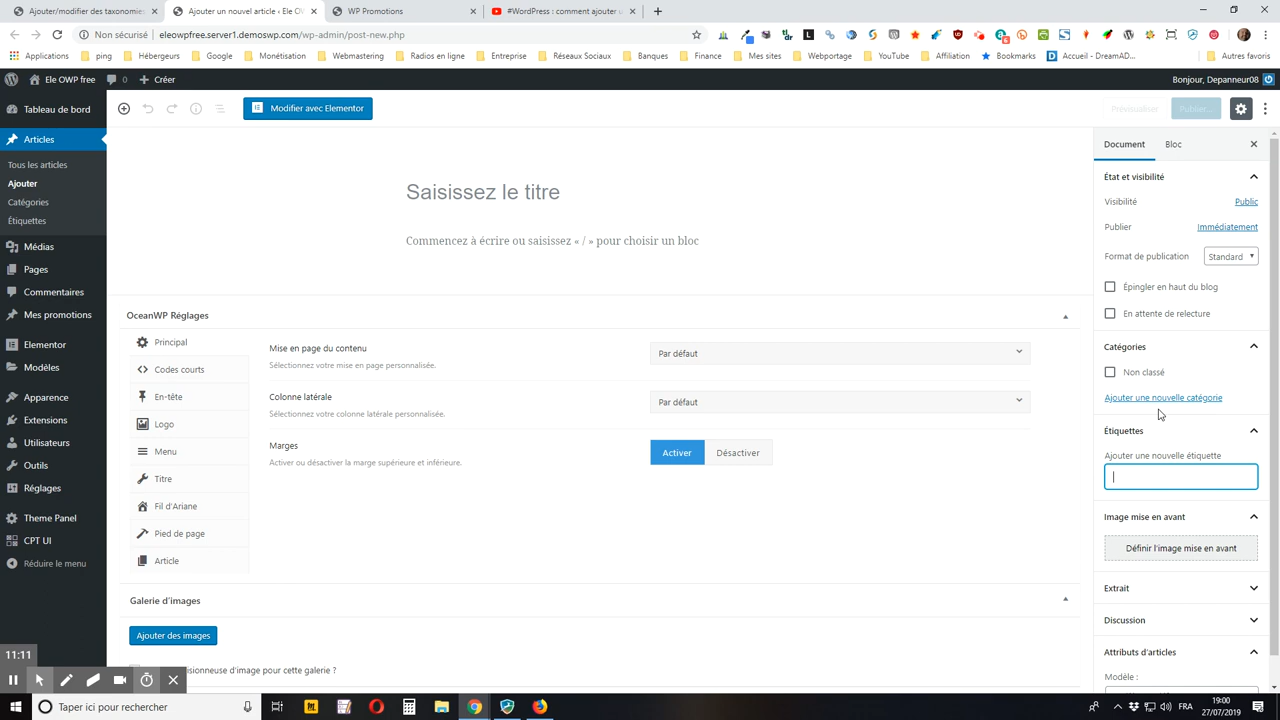 Ajouter/modifier des taxonomies
Ajouter un nouvel article ‹ Ele OW
WP Promotions
#WordPress : comment ajouter u
Non sécurisé
eleowpfree.server1.demoswp.com/wp-admin/post-new.php
Applications
ping
Hébergeurs
Google
Monétisation
Webmastering
Radios en ligne
Entreprise
Réseaux Sociaux
Banques
Finance
Mes sites
Webportage
YouTube
Affiliation
Bookmarks
Accueil - DreamAD...
Autres favoris
Ele OWP free
0
Créer
Bonjour, Depanneur08
Tableau de bord
Articles
Tous les articles
Ajouter
Catégories
Étiquettes
Médias
Pages
Commentaires
Mes promotions
Elementor
Modèles
Apparence
Extensions
Utilisateurs
Outils
Réglages
Theme Panel
CPT UI
Réduire le menu
Modifier avec Elementor
Prévisualiser
Publier...
Saisissez le titre
Commencez à écrire ou saisissez « / » pour choisir un bloc
OceanWP Réglages
Principal
Codes courts
En-tête
Logo
Menu
Titre
Fil d'Ariane
Pied de page
Article
Mise en page du contenu
Sélectionnez votre mise en page personnalisée.
Par défaut
Colonne latérale
Sélectionnez votre colonne latérale personnalisée.
Par défaut
Marges
Activer ou désactiver la marge supérieure et inférieure.
Activer
Désactiver
Galerie d'images
Ajouter des images
isionneuse d'image pour cette galerie ?
Document
Bloc
État et visibilité
Visibilité
Public
Publier
Immédiatement
Format de publication
Standard
Épingler en haut du blog
En attente de relecture
Catégories
Non classé
Ajouter une nouvelle catégorie
Étiquettes
Ajouter une nouvelle étiquette
Image mise en avant
Définir l'image mise en avant
Extrait
Discussion
Attributs d'articles
Modèle :
11:11
Taper ici pour rechercher
FRA
19:00
27/07/2019